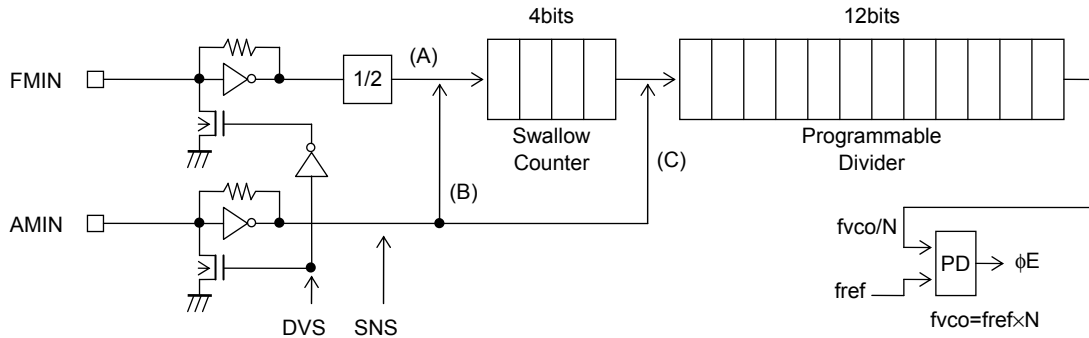 4bits
12bits
(A)
FMIN
1/2
Swallow
Counter
Programmable
Divider
(C)
(B)
AMIN
fvco/N
PD
ϕE
fref
DVS
SNS
fvco=fref×N